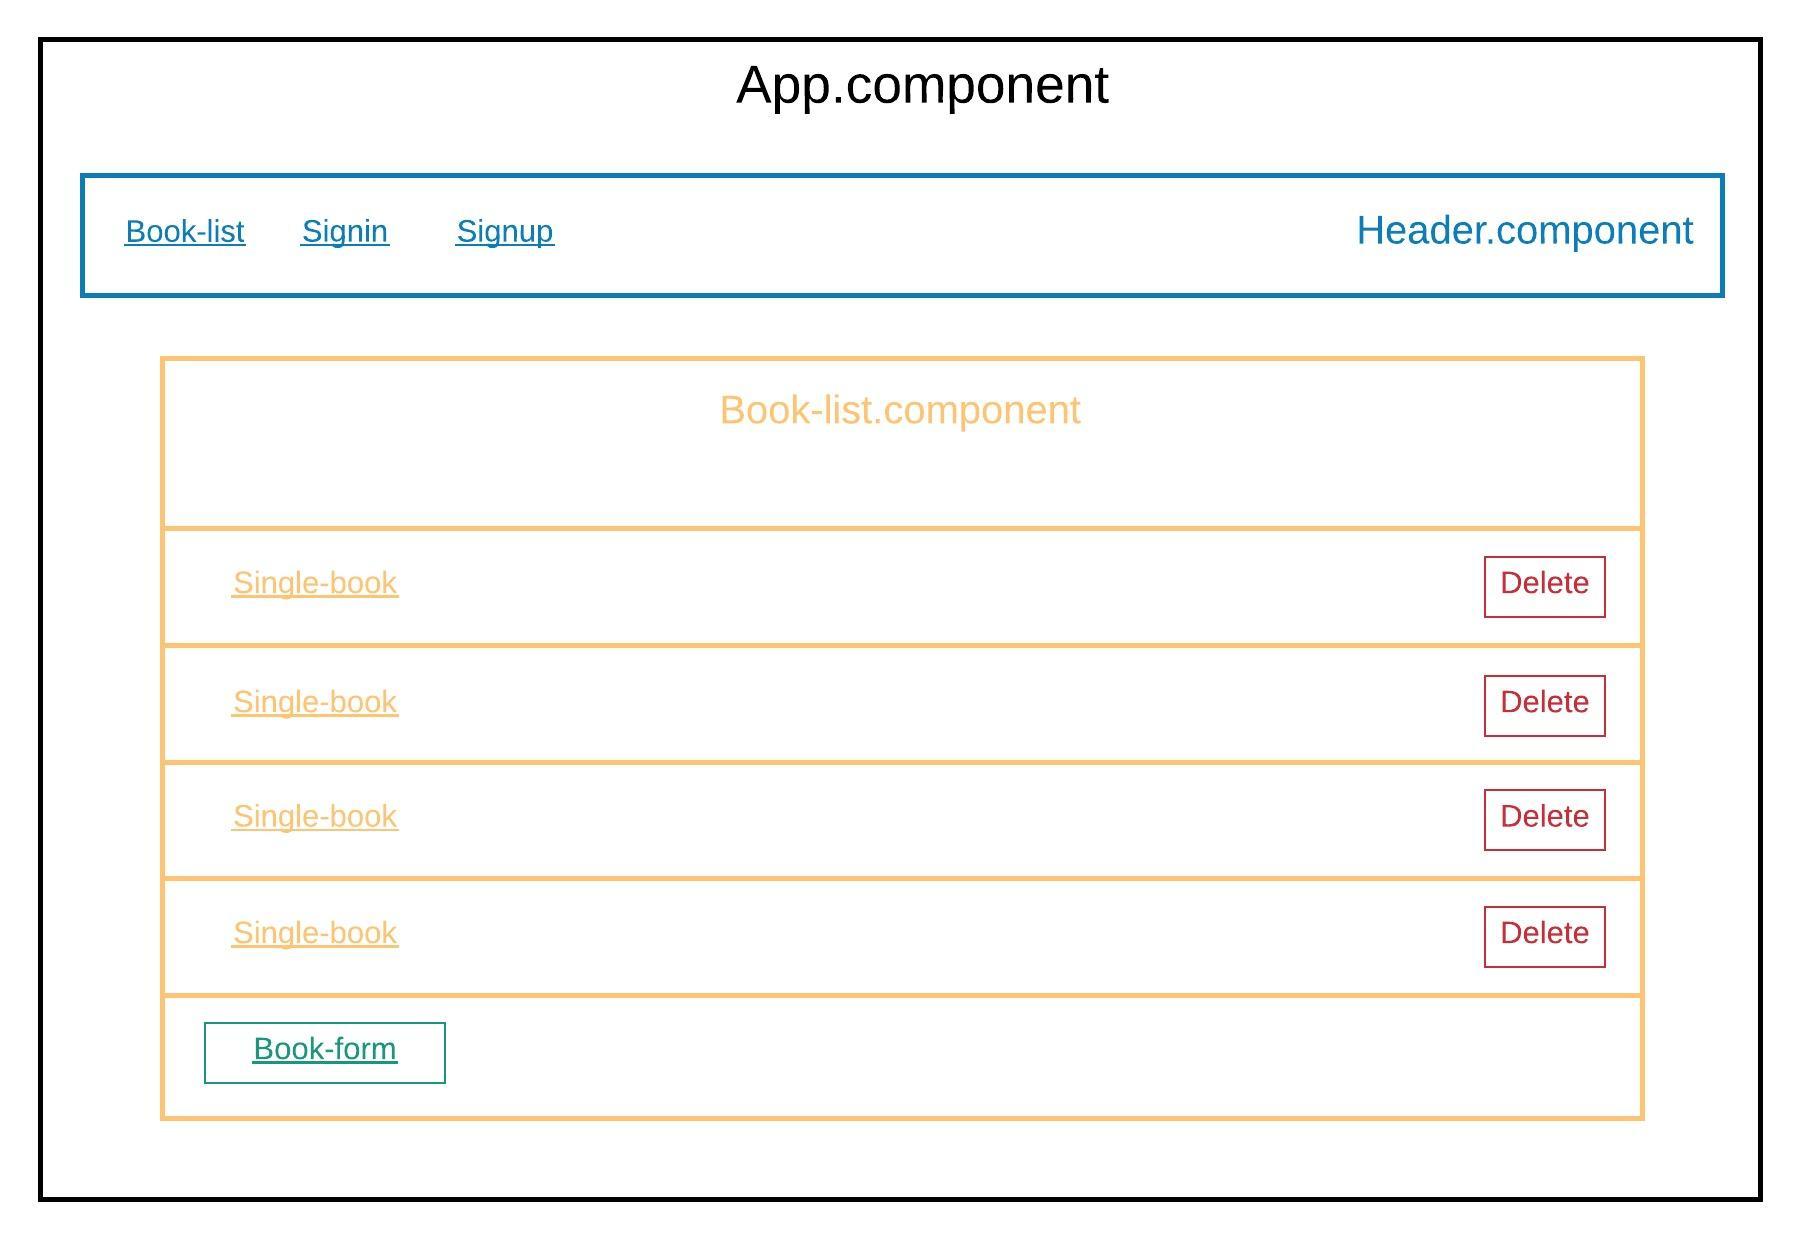 App.component
Book-list Signin Signup Header.component
Book-list.component
Single-book Delete
Single-book Delete
Single-book Delete
Single-book Delete
Book-form